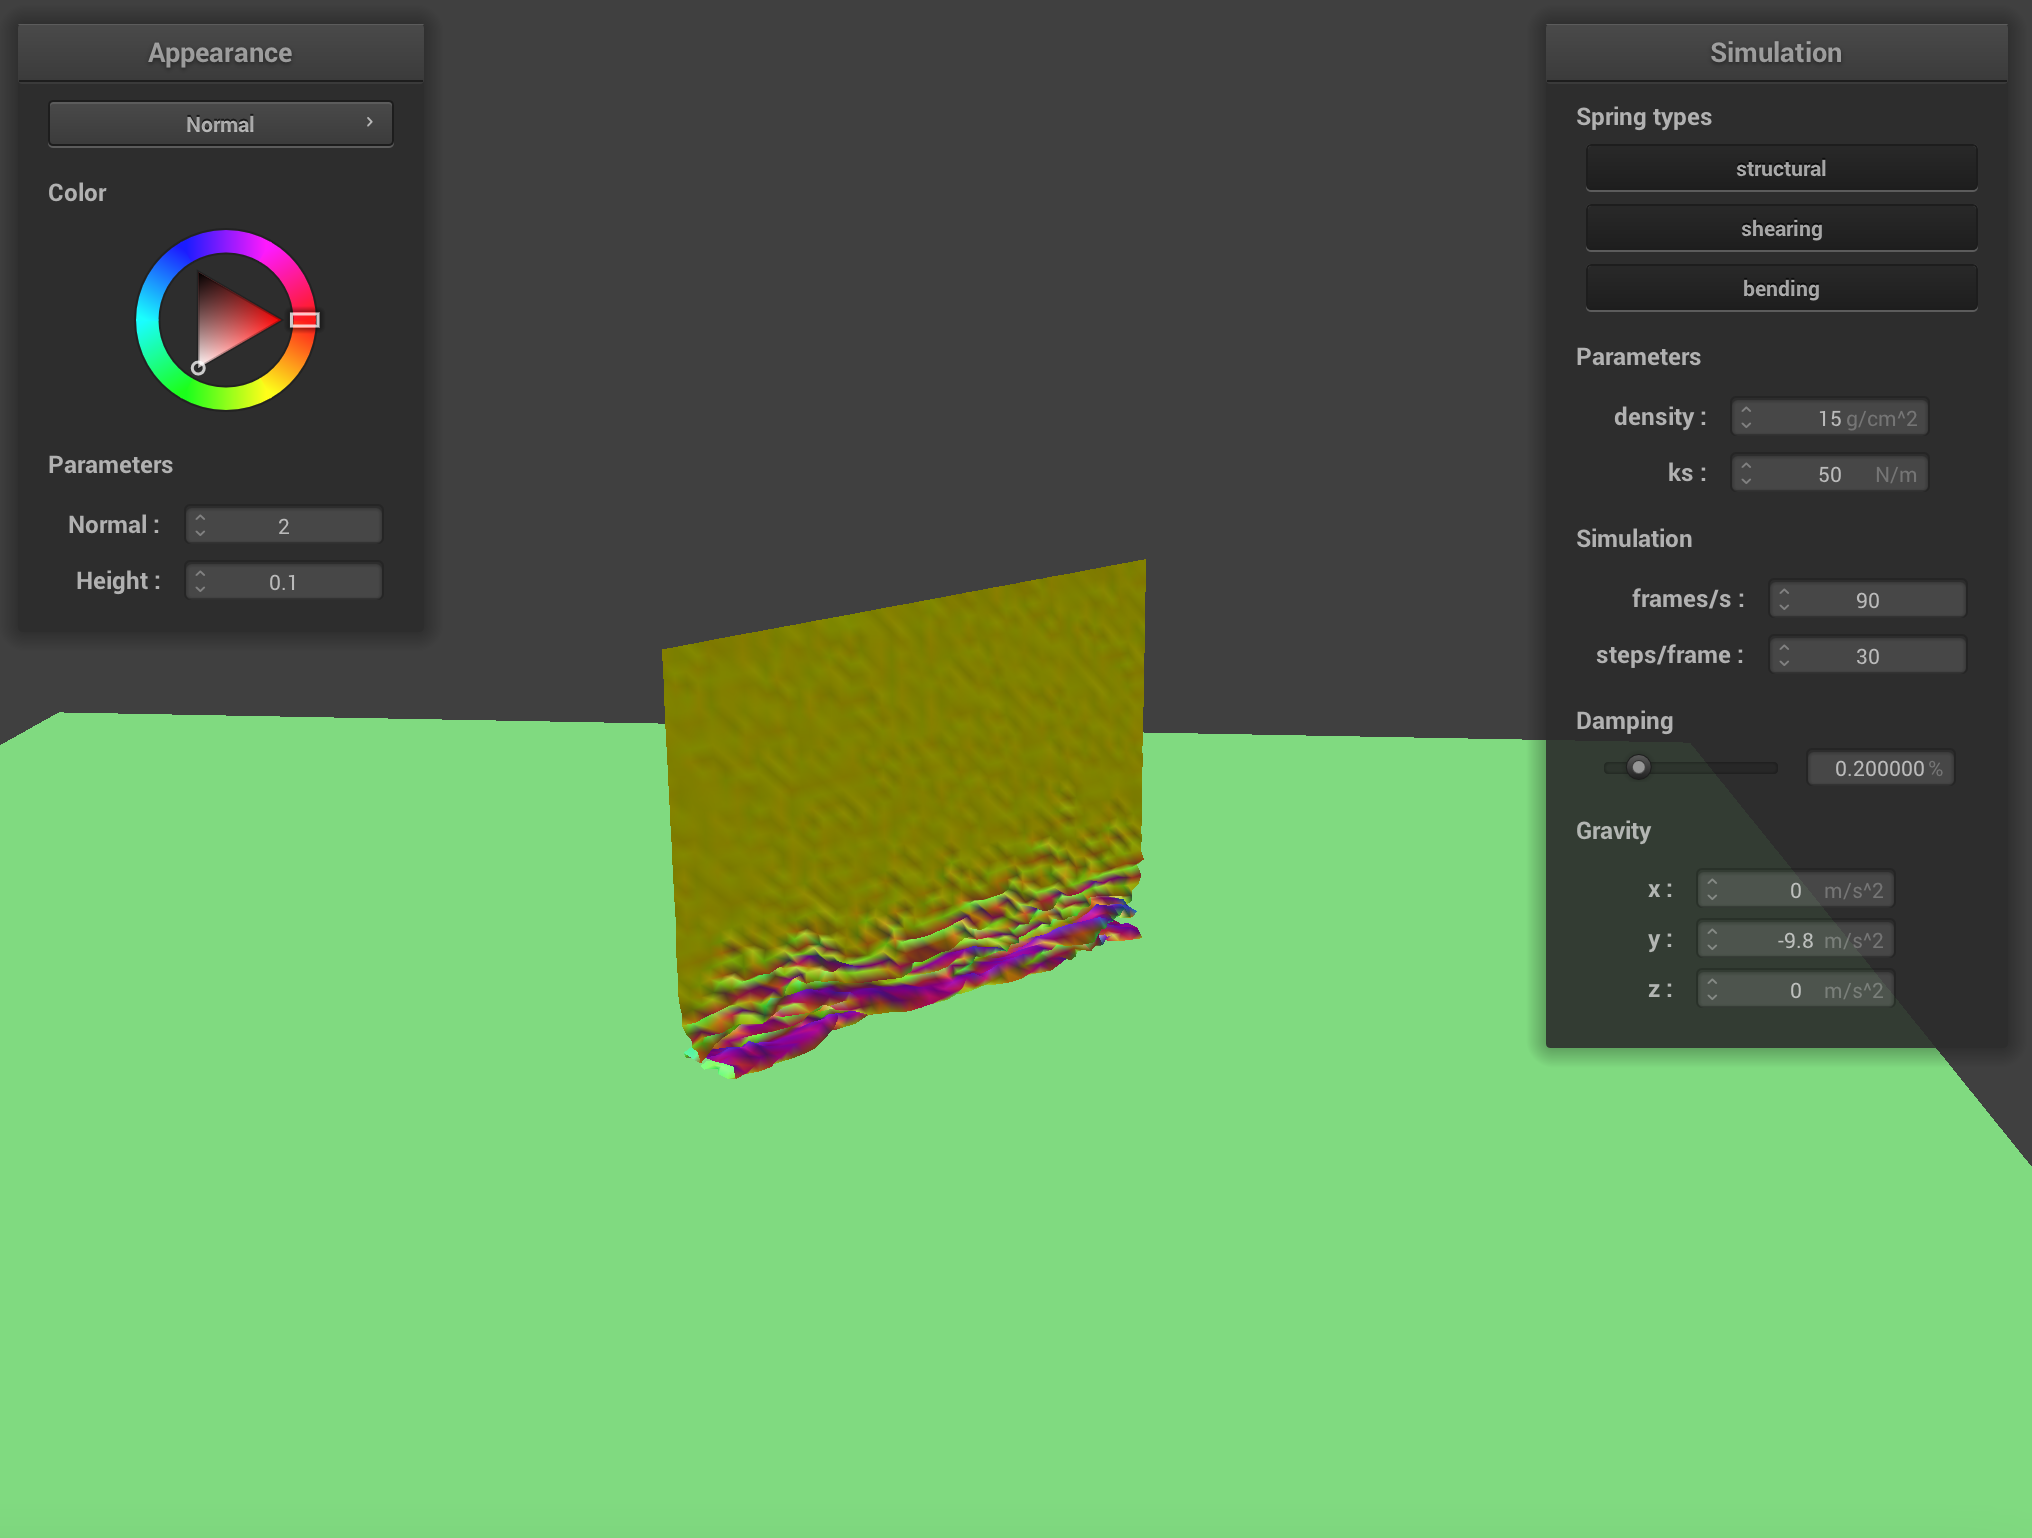 Appearance
Normal
Color
Parameters
Normal : 2
Height : 0.1
Simulation
Spring types
structural
shearing
bending
Parameters
density : 15 g/cm^2
ks : 50 N/m
Simulation
frames/s : 90
steps/frame : 30
Damping
0.200000 %
Gravity
x : 0 m/s^2
y : -9.8 m/s^2
z : 0 m/s^2